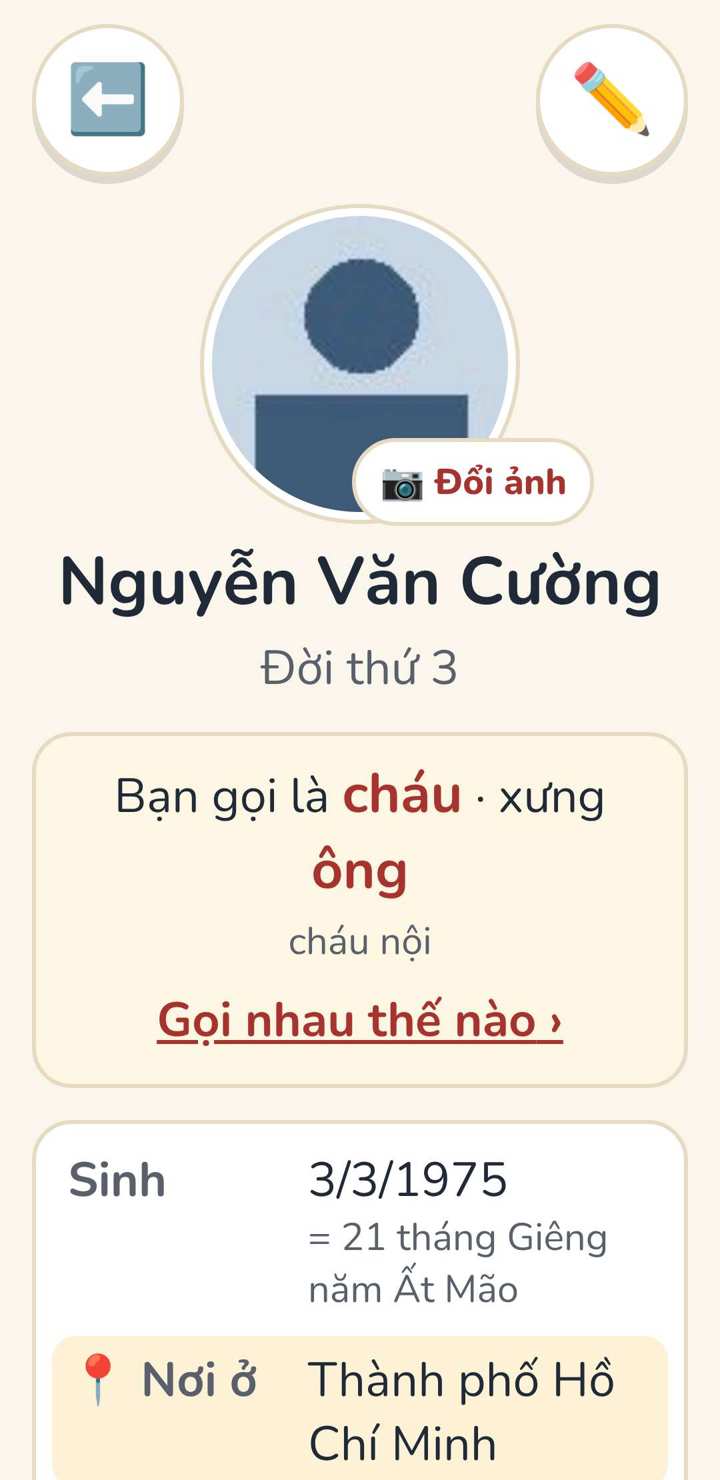 Đổi ảnh
Nguyễn Văn Cường
Đời thứ 3
Bạn gọi là cháu · xưng
ông
cháu nội
Gọi nhau thế nào ›
Sinh 3/3/1975
= 21 tháng Giêng
năm Ất Mão
Nơi ở Thành phố Hồ
Chí Minh